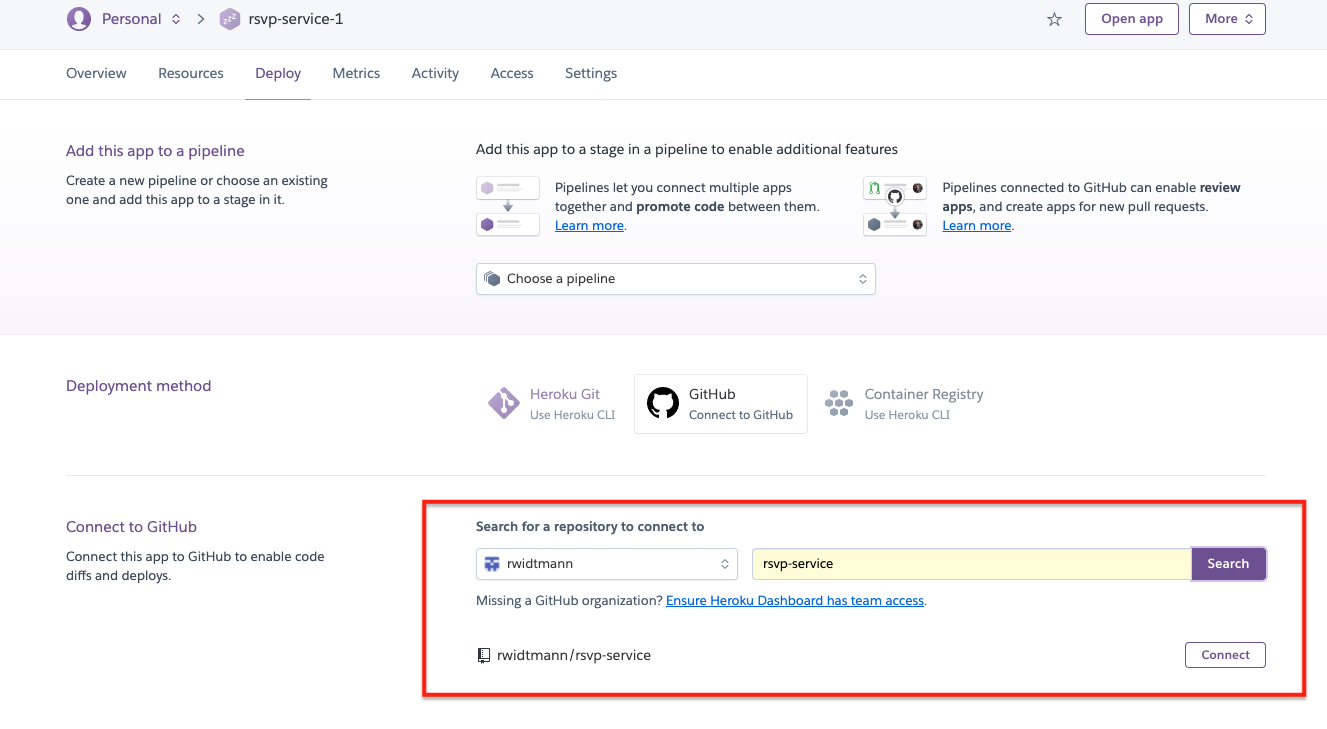 Personal
rsvp-service-1
Open app
More
Overview
Resources
Deploy
Metrics
Activity
Access
Settings
Add this app to a pipeline
Create a new pipeline or choose an existing
one and add this app to a stage in it.
Add this app to a stage in a pipeline to enable additional features
Pipelines let you connect multiple apps
together and promote code between them.
Learn more.
Pipelines connected to GitHub can enable review
apps, and create apps for new pull requests.
Learn more.
Choose a pipeline
Deployment method
Heroku Git
Use Heroku CLI
GitHub
Connect to GitHub
Container Registry
Use Heroku CLI
Connect to GitHub
Connect this app to GitHub to enable code
diffs and deploys.
Search for a repository to connect to
rwidtmann
rsvp-service
Search
Missing a GitHub organization? Ensure Heroku Dashboard has team access.
rwidtmann/rsvp-service
Connect